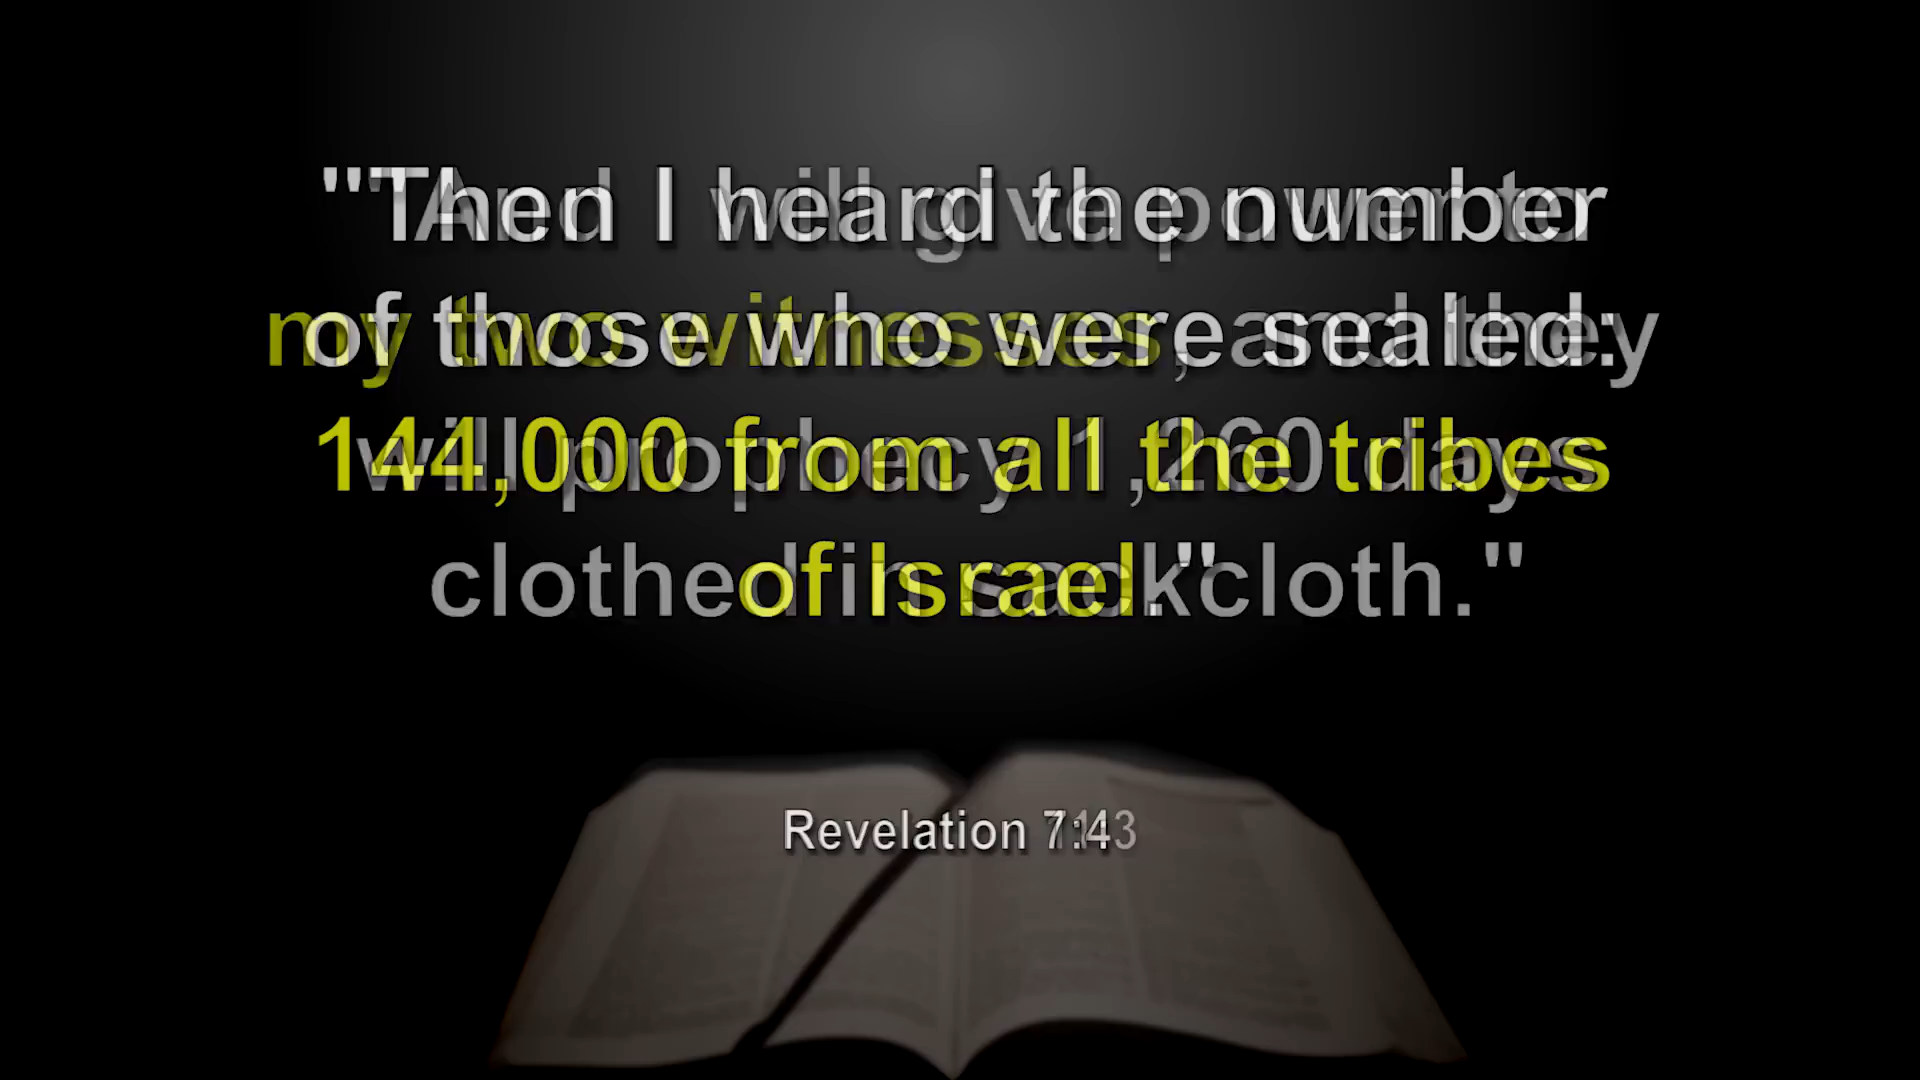 "Then I heard the number
of those who were sealed:
144,000 from all the tribes
of Israel."
Revelation 7:4
"And I will give power to
my two witnesses, and they
will prophecy 1,260 days
clothed in sackcloth."
Revelation 11:3